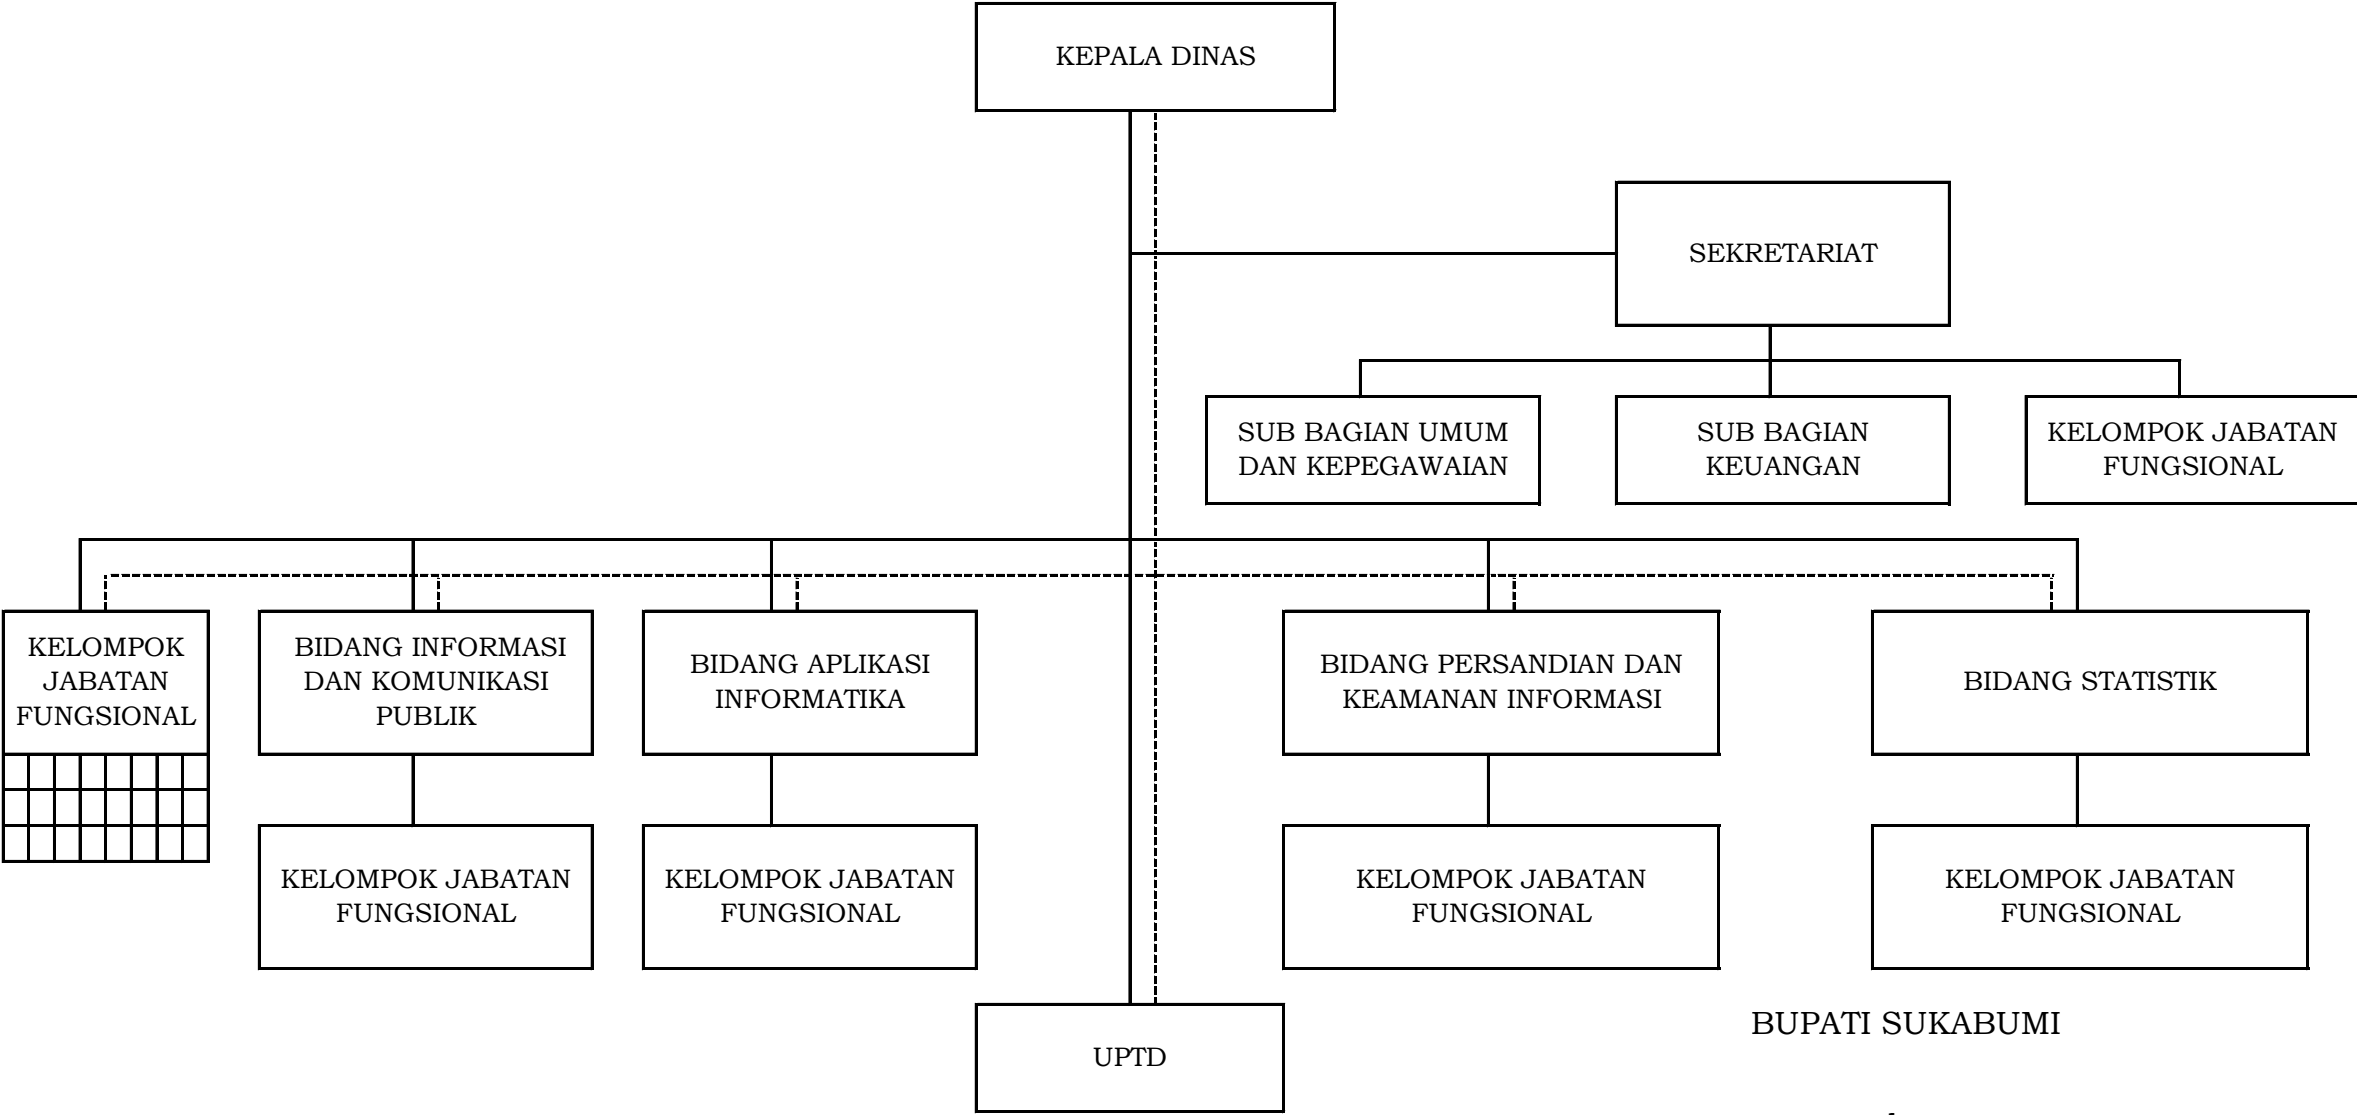 KEPALA DINAS
SEKRETARIAT
SUB BAGIAN UMUM
DAN KEPEGAWAIAN
SUB BAGIAN
KEUANGAN
KELOMPOK JABATAN
FUNGSIONAL
KELOMPOK
JABATAN
FUNGSIONAL
BIDANG INFORMASI
DAN KOMUNIKASI
PUBLIK
BIDANG APLIKASI
INFORMATIKA
BIDANG PERSANDIAN DAN
KEAMANAN INFORMASI
BIDANG STATISTIK
KELOMPOK JABATAN
FUNGSIONAL
KELOMPOK JABATAN
FUNGSIONAL
KELOMPOK JABATAN
FUNGSIONAL
KELOMPOK JABATAN
FUNGSIONAL
UPTD
BUPATI SUKABUMI